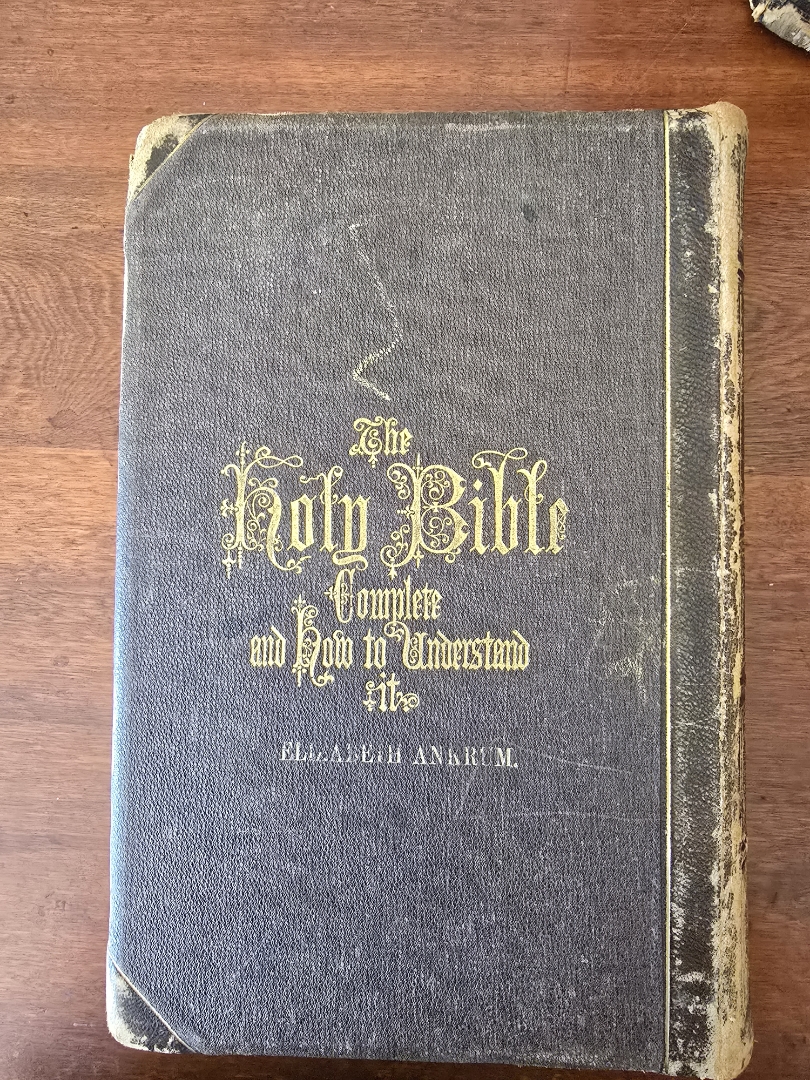 The
Holy Bible
Complete
and How to Understand
it
ELIZABETH ANKRUM.